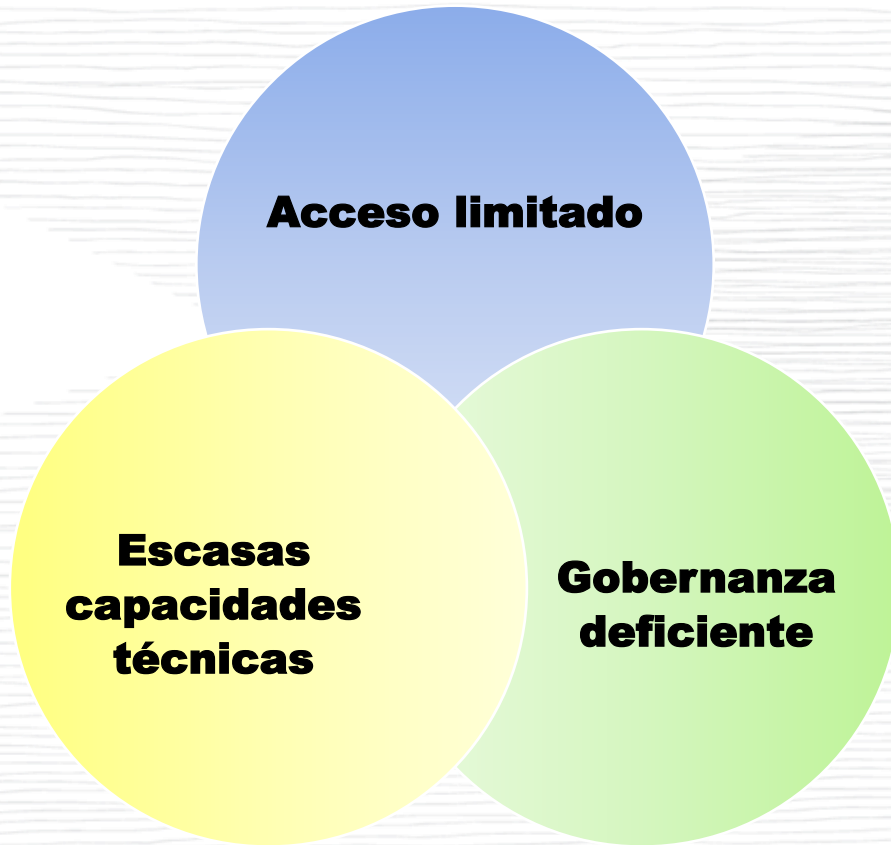 Acceso limitado
Escasas
capacidades
técnicas
Gobernanza
deficiente